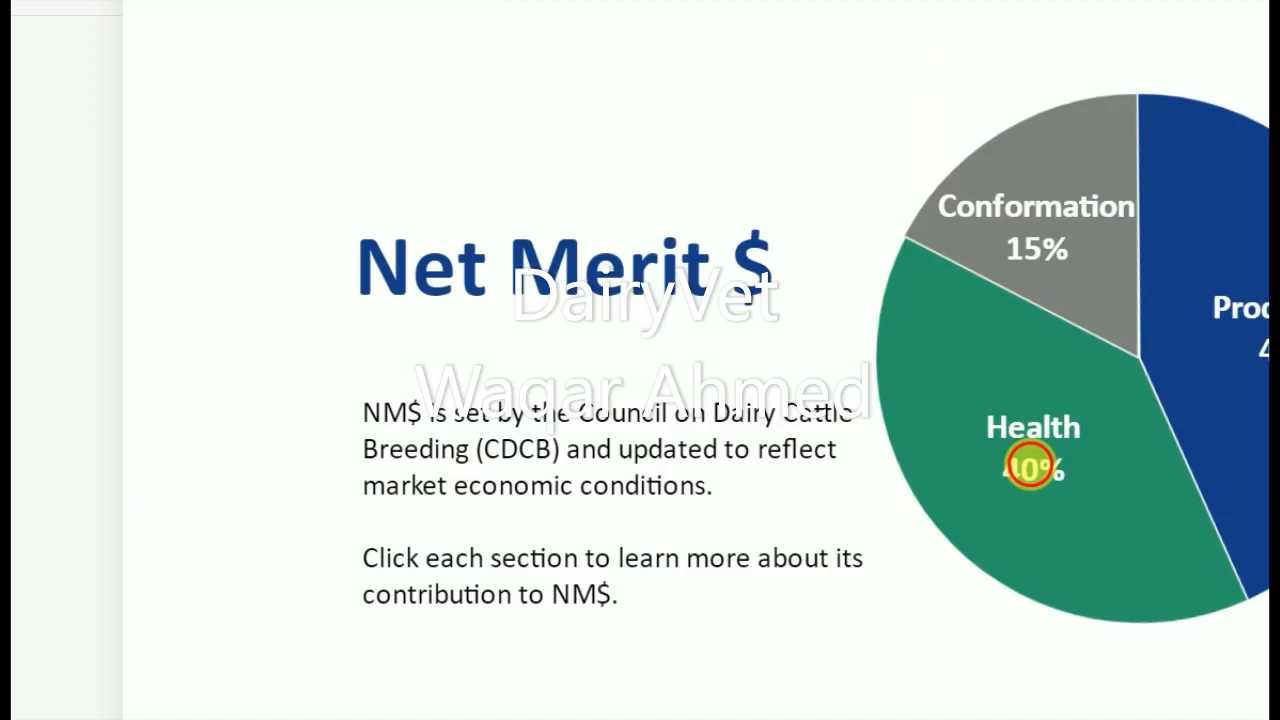 Net Merit $
DairyVet
Waqar Ahmed
NM$ is set by the Council on Dairy Cattle
Breeding (CDCB) and updated to reflect
market economic conditions.
Click each section to learn more about its
contribution to NM$.
Conformation
15%
Health
40%